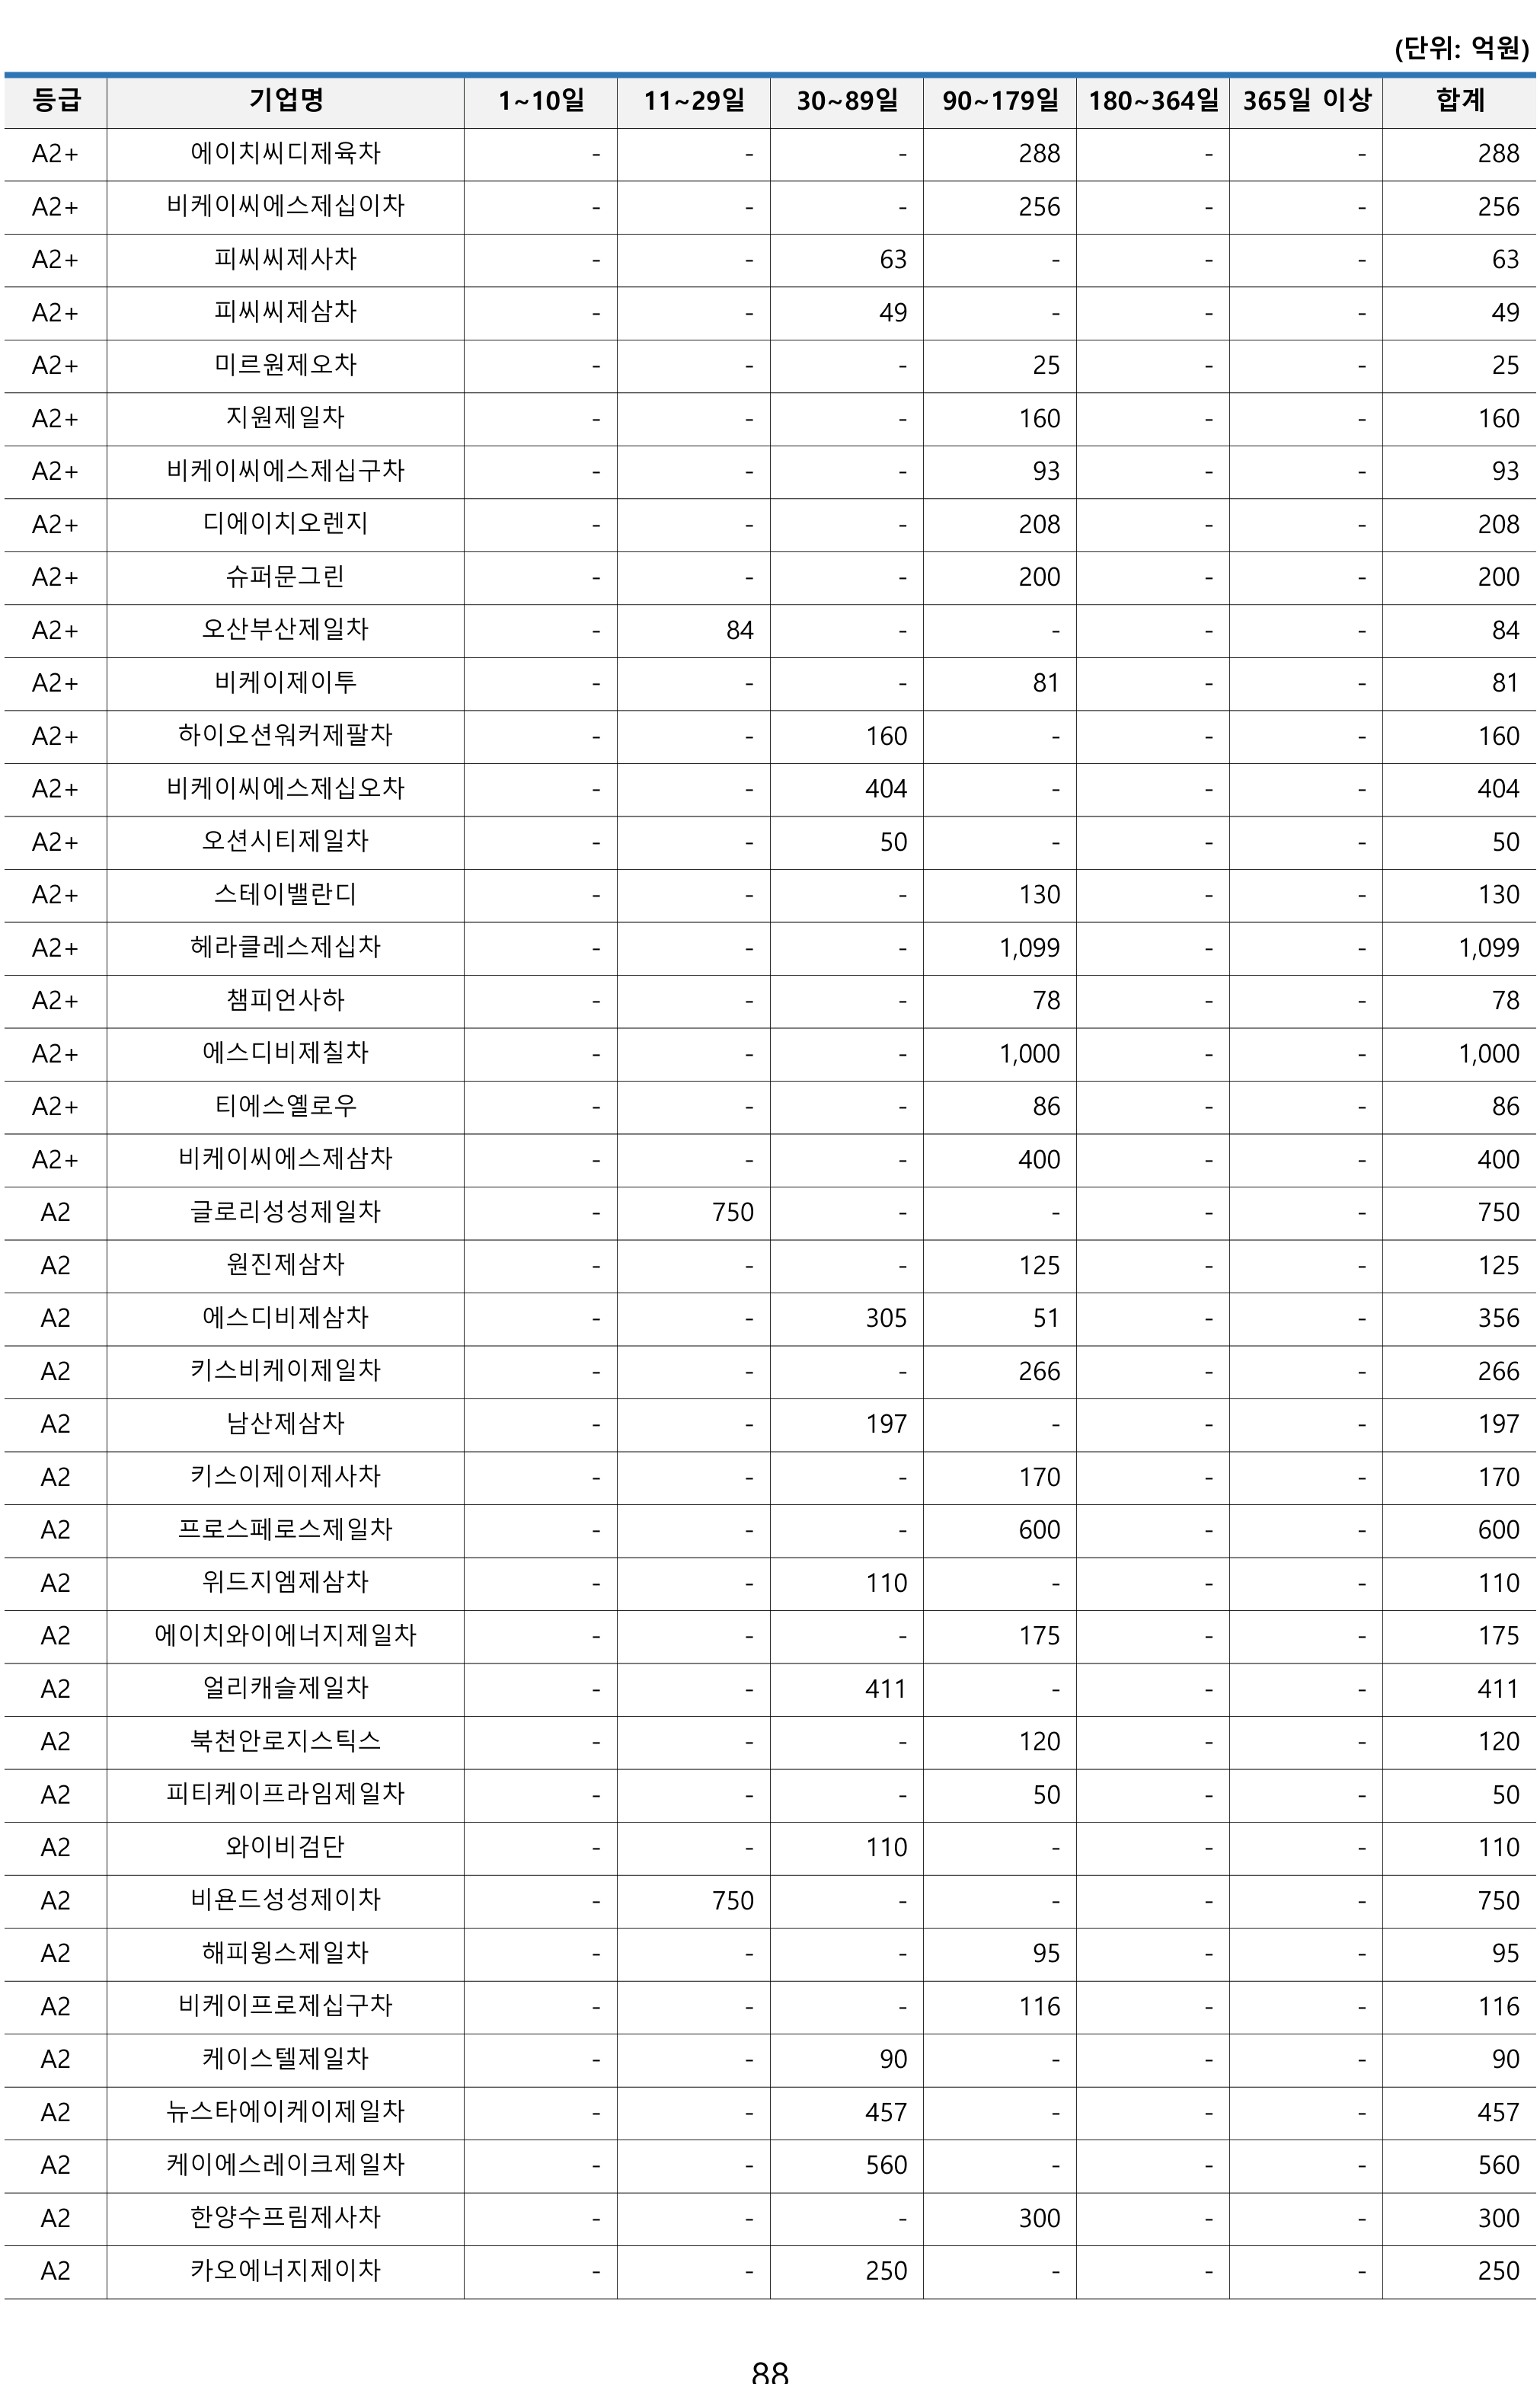 (단위: 억원)
등급 기업명 1~10일 11~29일 30~89일 90~179일 180~364일 365일 이상 합계
A2+ 에이치씨디제육차 - - - 288 - - 288
A2+ 비케이씨에스제십이차 - - - 256 - - 256
A2+ 피씨씨제사차 - - 63 - - - 63
A2+ 피씨씨제삼차 - - 49 - - - 49
A2+ 미르원제오차 - - - 25 - - 25
A2+ 지원제일차 - - - 160 - - 160
A2+ 비케이씨에스제십구차 - - - 93 - - 93
A2+ 디에이치오렌지 - - - 208 - - 208
A2+ 슈퍼문그린 - - - 200 - - 200
A2+ 오산부산제일차 - 84 - - - - 84
A2+ 비케이제이투 - - - 81 - - 81
A2+ 하이오션워커제팔차 - - 160 - - - 160
A2+ 비케이씨에스제십오차 - - 404 - - - 404
A2+ 오션시티제일차 - - 50 - - - 50
A2+ 스테이밸란디 - - - 130 - - 130
A2+ 헤라클레스제십차 - - - 1,099 - - 1,099
A2+ 챔피언사하 - - - 78 - - 78
A2+ 에스디비제칠차 - - - 1,000 - - 1,000
A2+ 티에스옐로우 - - - 86 - - 86
A2+ 비케이씨에스제삼차 - - - 400 - - 400
A2 글로리성성제일차 - 750 - - - - 750
A2 원진제삼차 - - - 125 - - 125
A2 에스디비제삼차 - - 305 51 - - 356
A2 키스비케이제일차 - - - 266 - - 266
A2 남산제삼차 - - 197 - - - 197
A2 키스이제이제사차 - - - 170 - - 170
A2 프로스페로스제일차 - - - 600 - - 600
A2 위드지엠제삼차 - - 110 - - - 110
A2 에이치와이에너지제일차 - - - 175 - - 175
A2 얼리캐슬제일차 - - 411 - - - 411
A2 북천안로지스틱스 - - - 120 - - 120
A2 피티케이프라임제일차 - - - 50 - - 50
A2 와이비검단 - - 110 - - - 110
A2 비욘드성성제이차 - 750 - - - - 750
A2 해피윙스제일차 - - - 95 - - 95
A2 비케이프로제십구차 - - - 116 - - 116
A2 케이스텔제일차 - - 90 - - - 90
A2 뉴스타에이케이제일차 - - 457 - - - 457
A2 케이에스레이크제일차 - - 560 - - - 560
A2 한양수프림제사차 - - - 300 - - 300
A2 카오에너지제이차 - - 250 - - - 250
88